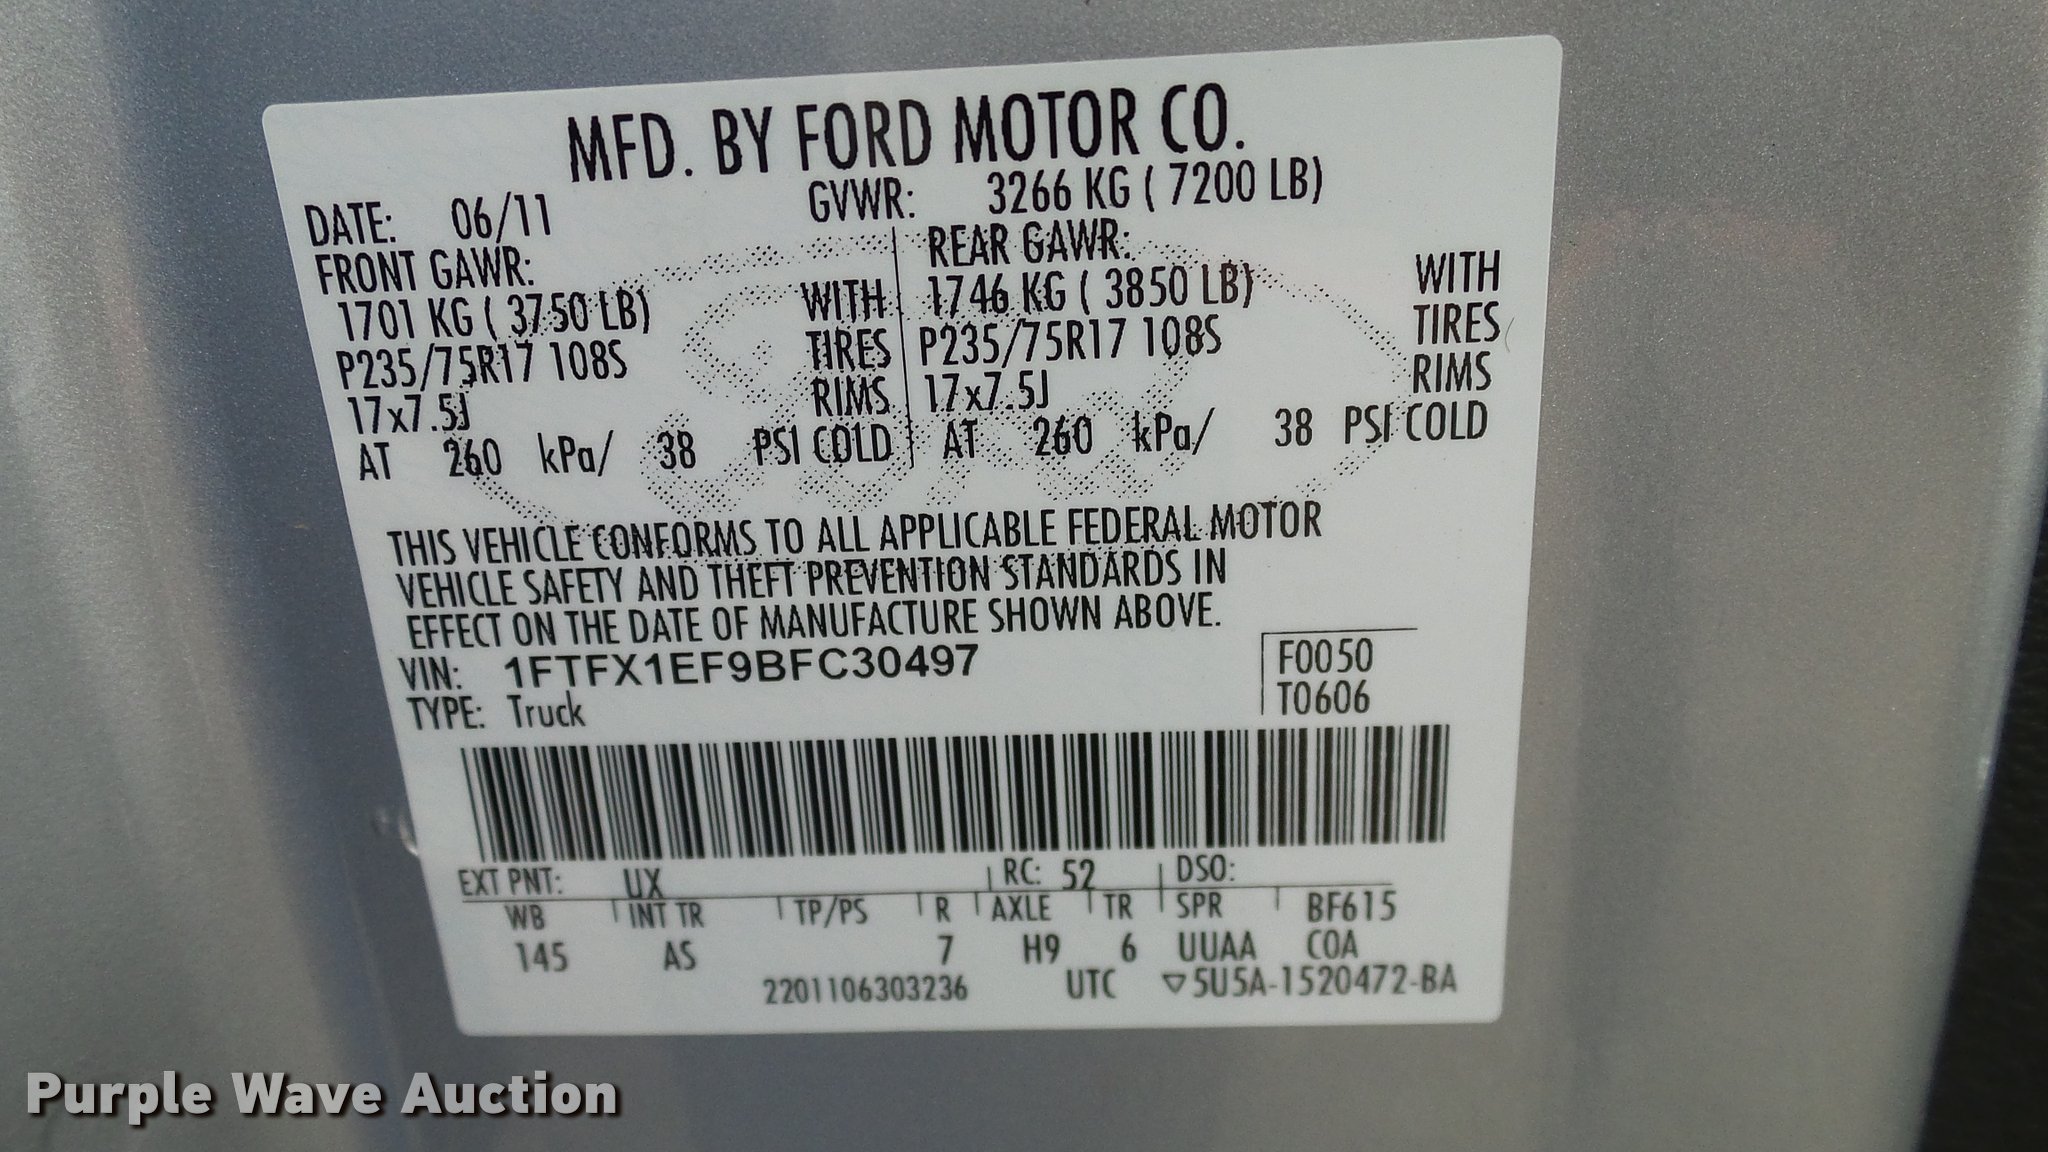 MFD. BY FORD MOTOR CO.
DATE: 06/11 GVWR: 3266 KG ( 7200 LB)
FRONT GAWR: REAR GAWR:
1701 KG ( 3750 LB) WITH 1746 KG ( 3850 LB) WITH
P235/75R17 108S TIRES P235/75R17 108S TIRES
17x7.5J RIMS 17x7.5J RIMS
AT 260 kPa/ 38 PSI COLD AT 260 kPa/ 38 PSI COLD
THIS VEHICLE CONFORMS TO ALL APPLICABLE FEDERAL MOTOR
VEHICLE SAFETY AND THEFT PREVENTION STANDARDS IN
EFFECT ON THE DATE OF MANUFACTURE SHOWN ABOVE.
VIN: 1FTFX1EF9BFC30497 F0050
TYPE: Truck T0606
EXT PNT: UX RC: 52 DSO:
WB INT TR TP/PS R AXLE TR SPR BF615
145 AS 7 H9 6 UUAA COA
2201106303236 UTC ▽5U5A-1520472-BA
Purple Wave Auction